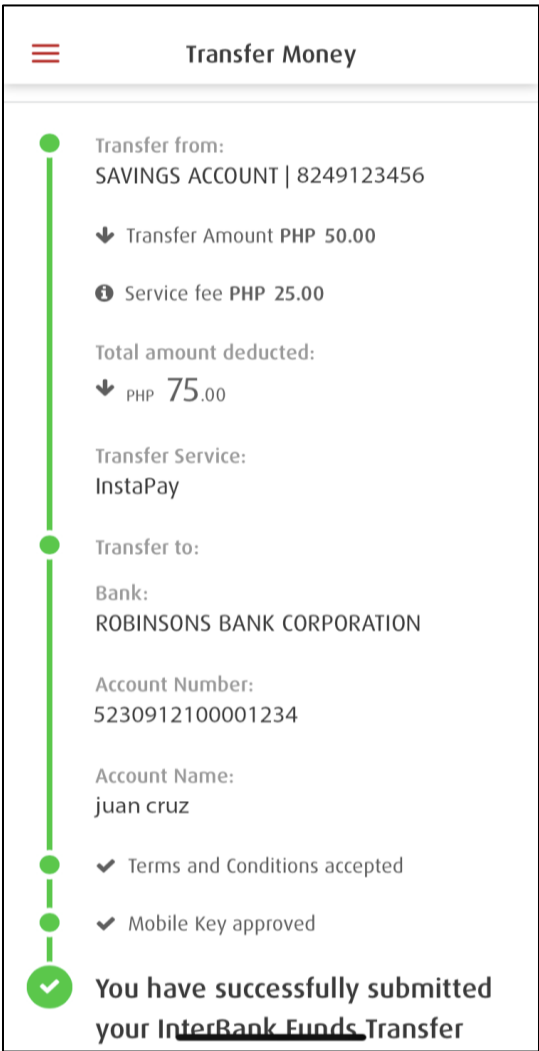 Transfer Money
Transfer from:
SAVINGS ACCOUNT | 8249123456
Transfer Amount PHP 50.00
Service fee PHP 25.00
Total amount deducted:
PHP 75.00
Transfer Service:
InstaPay
Transfer to:
Bank:
ROBINSONS BANK CORPORATION
Account Number:
5230912100001234
Account Name:
juan cruz
Terms and Conditions accepted
Mobile Key approved
You have successfully submitted
your InterBank Funds Transfer